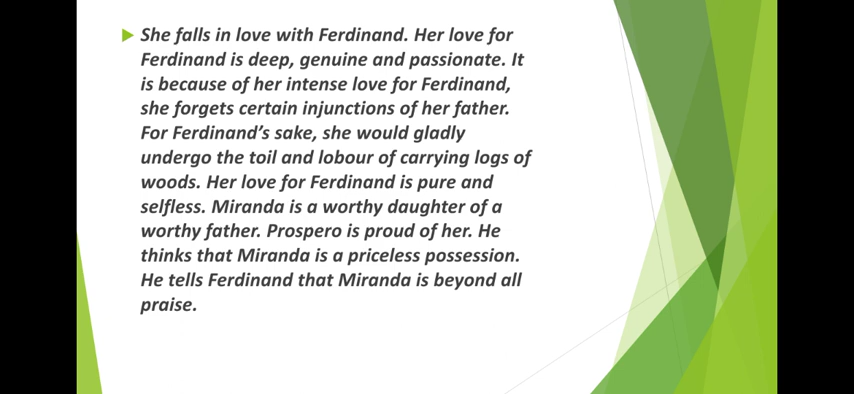 She falls in love with Ferdinand. Her love for
Ferdinand is deep, genuine and passionate. It
is because of her intense love for Ferdinand,
she forgets certain injunctions of her father.
For Ferdinand's sake, she would gladly
undergo the toil and lobour of carrying logs of
woods. Her love for Ferdinand is pure and
selfless. Miranda is a worthy daughter of a
worthy father. Prospero is proud of her. He
thinks that Miranda is a priceless possession.
He tells Ferdinand that Miranda is beyond all
praise.